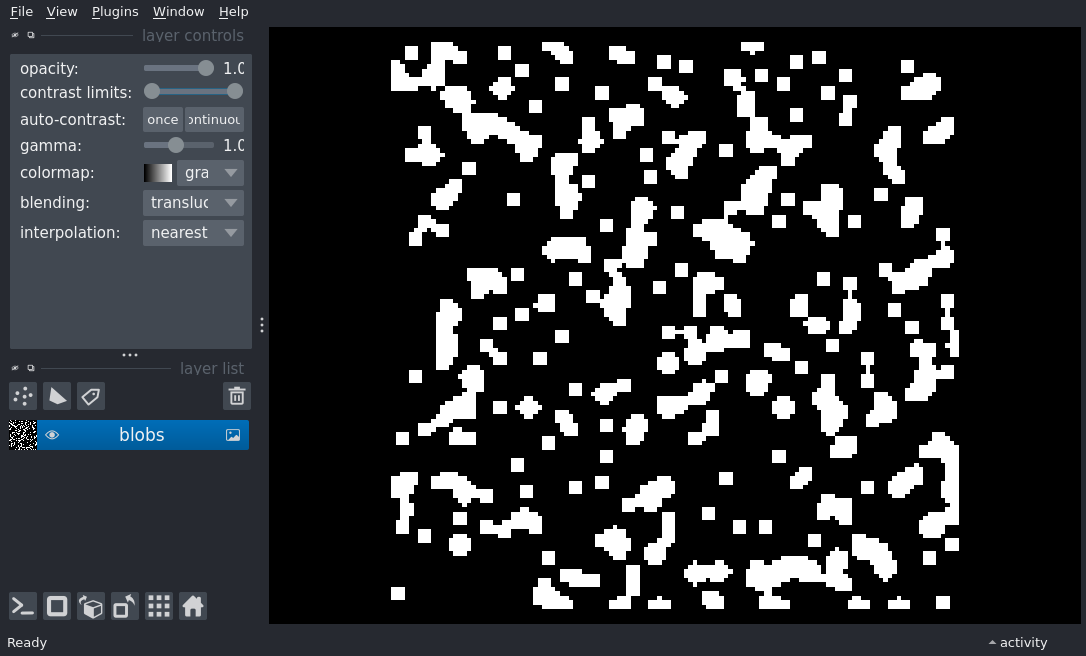 File View Plugins Window Help
layer controls
opacity: 1.0
contrast limits:
auto-contrast: once ontinuou
gamma: 1.0
colormap: gra
blending: transluc
interpolation: nearest
layer list
blobs
Ready activity